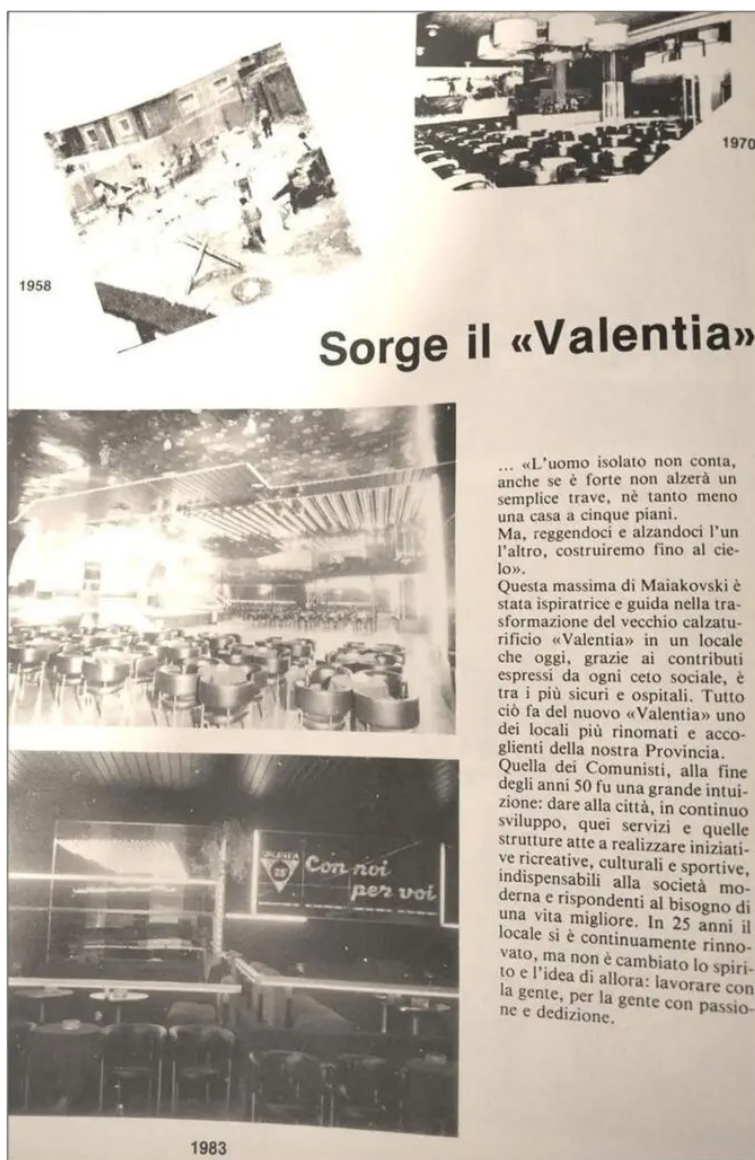 1970
1958
Sorge il «Valentia»
... «L'uomo isolato non conta,
anche se è forte non alzerà un
semplice trave, nè tanto meno
una casa a cinque piani.
Ma, reggendoci e alzandoci l'un
l'altro, costruiremo fino al cie-
lo».
Questa massima di Maiakovski è
stata ispiratrice e guida nella tra-
sformazione del vecchio calzatu-
rificio «Valentia» in un locale
che oggi, grazie ai contributi
espressi da ogni ceto sociale, è
tra i più sicuri e ospitali. Tutto
ciò fa del nuovo «Valentia» uno
dei locali più rinomati e acco-
glienti della nostra Provincia.
Quella dei Comunisti, alla fine
degli anni 50 fu una grande intui-
zione: dare alla città, in continuo
sviluppo, quei servizi e quelle
strutture atte a realizzare iniziati-
ve ricreative, culturali e sportive,
indispensabili alla società mo-
derna e rispondenti al bisogno di
una vita migliore. In 25 anni il
locale si è continuamente rinno-
vato, ma non è cambiato lo spiri-
to e l'idea di allora: lavorare con
la gente, per la gente con passio-
ne e dedizione.
VALENTIA
25°
Con noi
per voi
1983